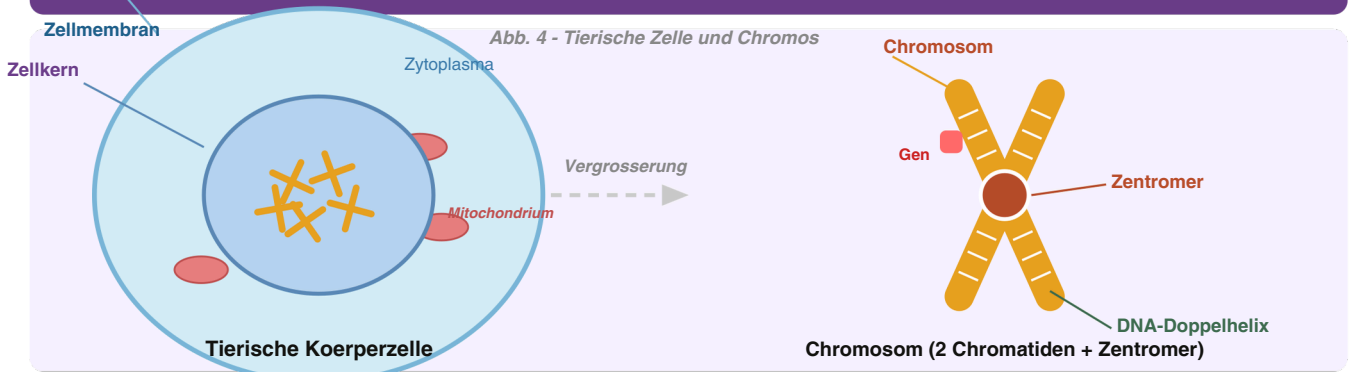 Zellmembran
Abb. 4 - Tierische Zelle und Chromos
Chromosom
Zellkern
Zytoplasma
Gen
Vergrosserung
Zentromer
Mitochondrium
DNA-Doppelhelix
Tierische Koerperzelle
Chromosom (2 Chromatiden + Zentromer)